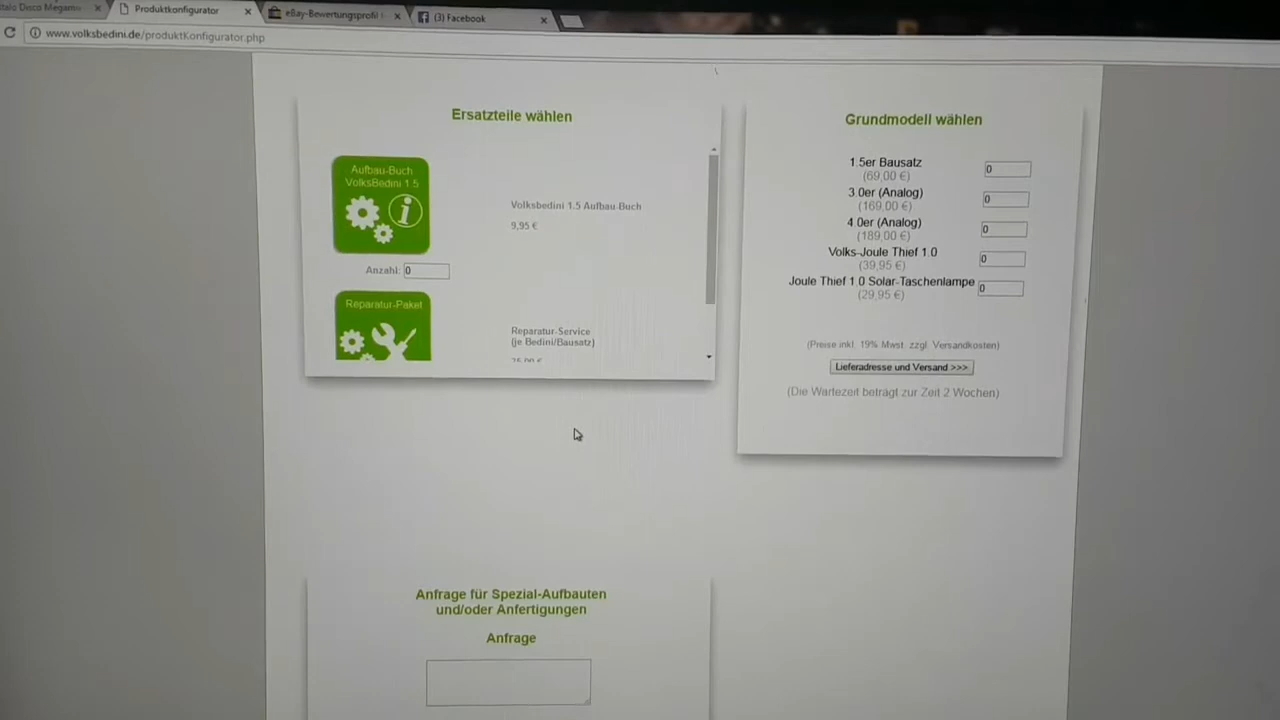 Italo Disco Megamix
Produktkonfigurator
eBay-Bewertungsprofil
(3) Facebook
www.volksbedini.de/produktKonfigurator.php
Ersatzteile wählen
Aufbau-Buch
VolksBedini 1.5
Volksbedini 1.5 Aufbau-Buch
9,95 €
Anzahl: 0
Reparatur-Paket
Reparatur-Service
(je Bedini/Bausatz)
Grundmodell wählen
1.5er Bausatz
(69,00 €)
0
3.0er (Analog)
(169,00 €)
0
4.0er (Analog)
(189,00 €)
0
Volks-Joule Thief 1.0
(39,95 €)
0
Joule Thief 1.0 Solar-Taschenlampe
(29,95 €)
0
(Preise inkl. 19% Mwst. zzgl. Versandkosten)
Lieferadresse und Versand >>>
(Die Wartezeit beträgt zur Zeit 2 Wochen)
Anfrage für Spezial-Aufbauten
und/oder Anfertigungen
Anfrage